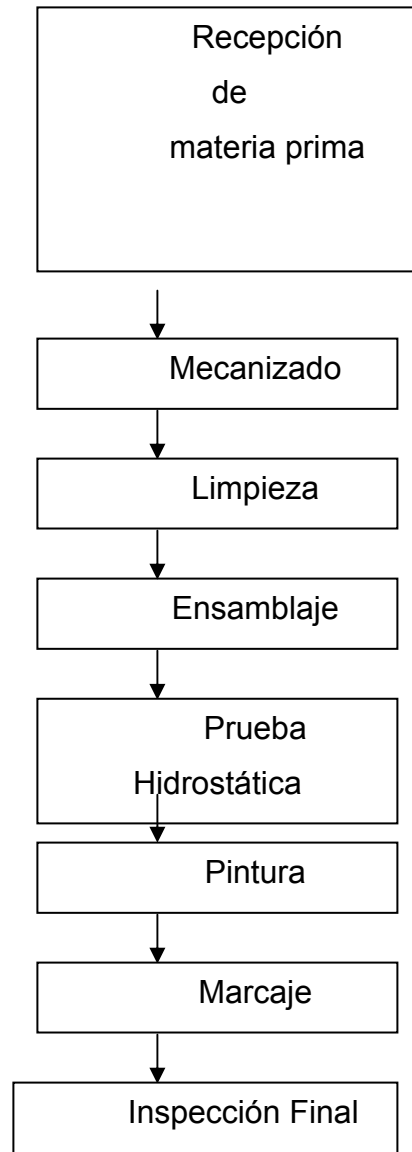 Recepción
de
materia prima
Mecanizado
Limpieza
Ensamblaje
Prueba
Hidrostática
Pintura
Marcaje
Inspección Final